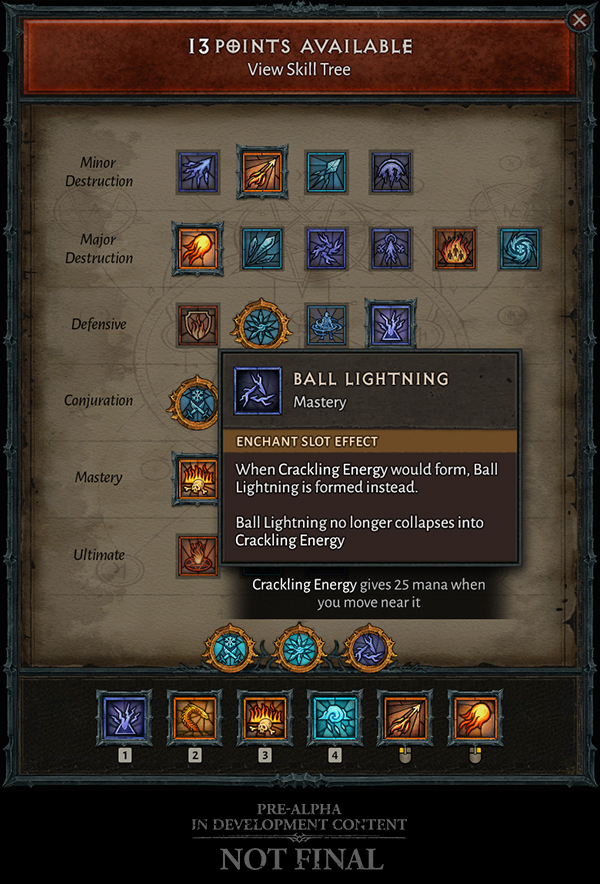 13 POINTS AVAILABLE
View Skill Tree
Minor
Destruction
Major
Destruction
Defensive
Conjuration
Mastery
Ultimate
BALL LIGHTNING
Mastery
ENCHANT SLOT EFFECT
When Crackling Energy would form, Ball
Lightning is formed instead.
Ball Lightning no longer collapses into
Crackling Energy
Crackling Energy gives 25 mana when
you move near it
1 2 3 4
PRE-ALPHA
IN DEVELOPMENT CONTENT
NOT FINAL